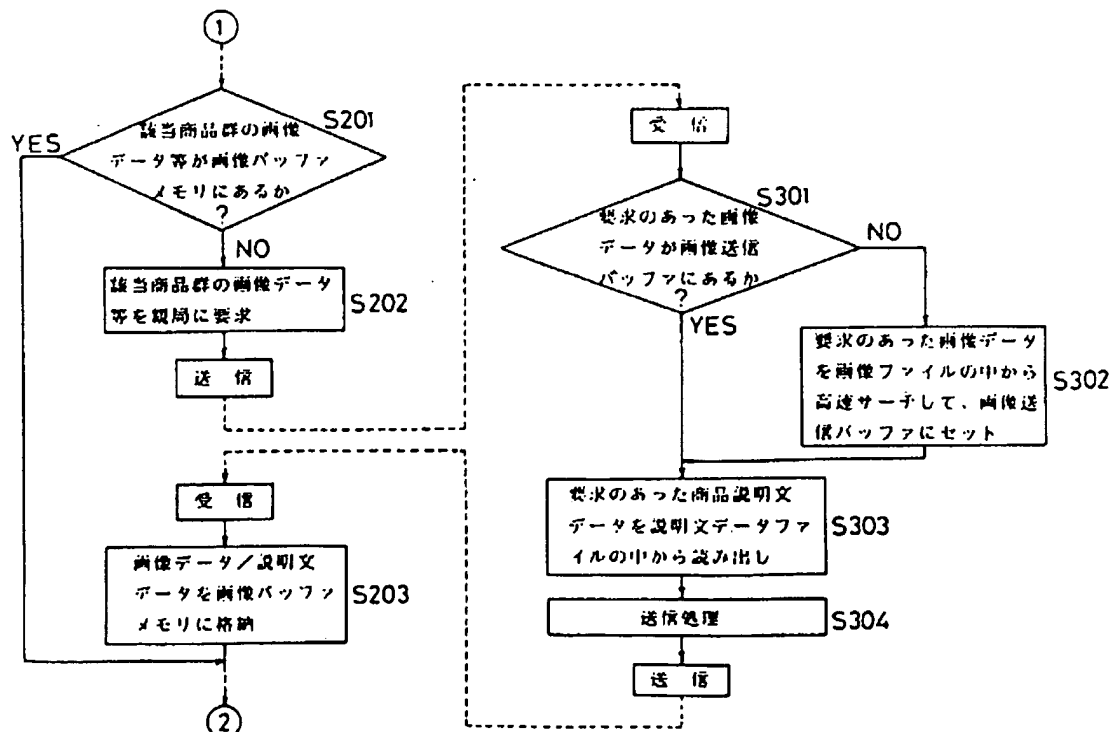 ①
該当商品群の画像
データ等が画像バッファ
メモリにあるか
?
S201
YES
NO
該当商品群の画像データ
等を親局に要求
S202
送信
受信
画像データ/説明文
データを画像バッファ
メモリに格納
S203
②
受信
要求のあった画像
データが画像送信
バッファにあるか
?
S301
NO
YES
要求のあった画像データ
を画像ファイルの中から
高速サーチして、画像送
信バッファにセット
S302
要求のあった商品説明文
データを説明文データファ
イルの中から読み出し
S303
送信処理
S304
送信